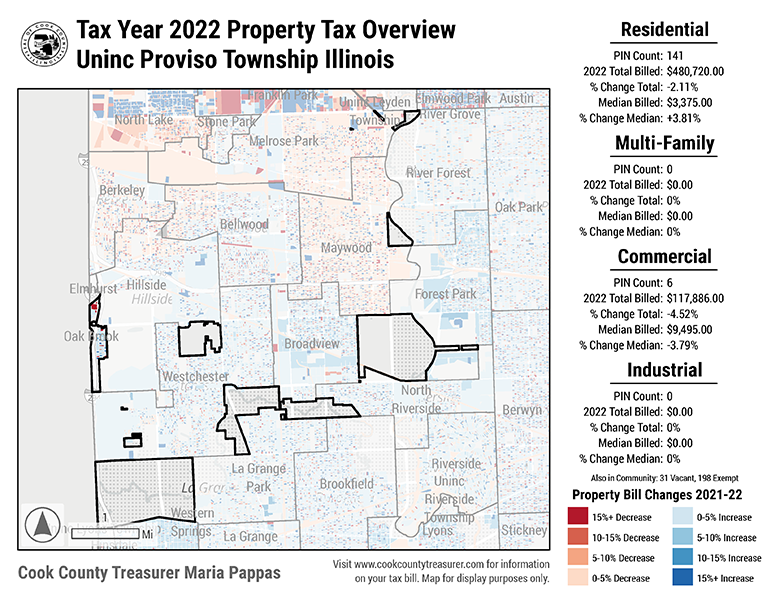 Tax Year 2022 Property Tax Overview
Uninc Proviso Township Illinois
Franklin Park
Uninc Leyden
Township
Elmwood Park
Austin
North Lake
Stone Park
River Grove
Melrose Park
Berkeley
River Forest
Bellwood
Oak Park
Maywood
Elmhurst
Hillside
Hillside
Forest Park
Oak Brook
Broadview
Westchester
North
Riverside
Berwyn
La Grange
Park
La Gran
Brookfield
Riverside
Uninc
Riverside
Township
Western
Springs
La Grange
Lyons
Stickney
1
Mi
Residential
PIN Count: 141
2022 Total Billed: $480,720.00
% Change Total: -2.11%
Median Billed: $3,375.00
% Change Median: +3.81%
Multi-Family
PIN Count: 0
2022 Total Billed: $0.00
% Change Total: 0%
Median Billed: $0.00
% Change Median: 0%
Commercial
PIN Count: 6
2022 Total Billed: $117,886.00
% Change Total: -4.52%
Median Billed: $9,495.00
% Change Median: -3.79%
Industrial
PIN Count: 0
2022 Total Billed: $0.00
% Change Total: 0%
Median Billed: $0.00
% Change Median: 0%
Also in Community: 31 Vacant, 198 Exempt
Property Bill Changes 2021-22
15%+ Decrease
10-15% Decrease
5-10% Decrease
0-5% Decrease
0-5% Increase
5-10% Increase
10-15% Increase
15%+ Increase
Cook County Treasurer Maria Pappas
Visit www.cookcountytreasurer.com for information
on your tax bill. Map for display purposes only.